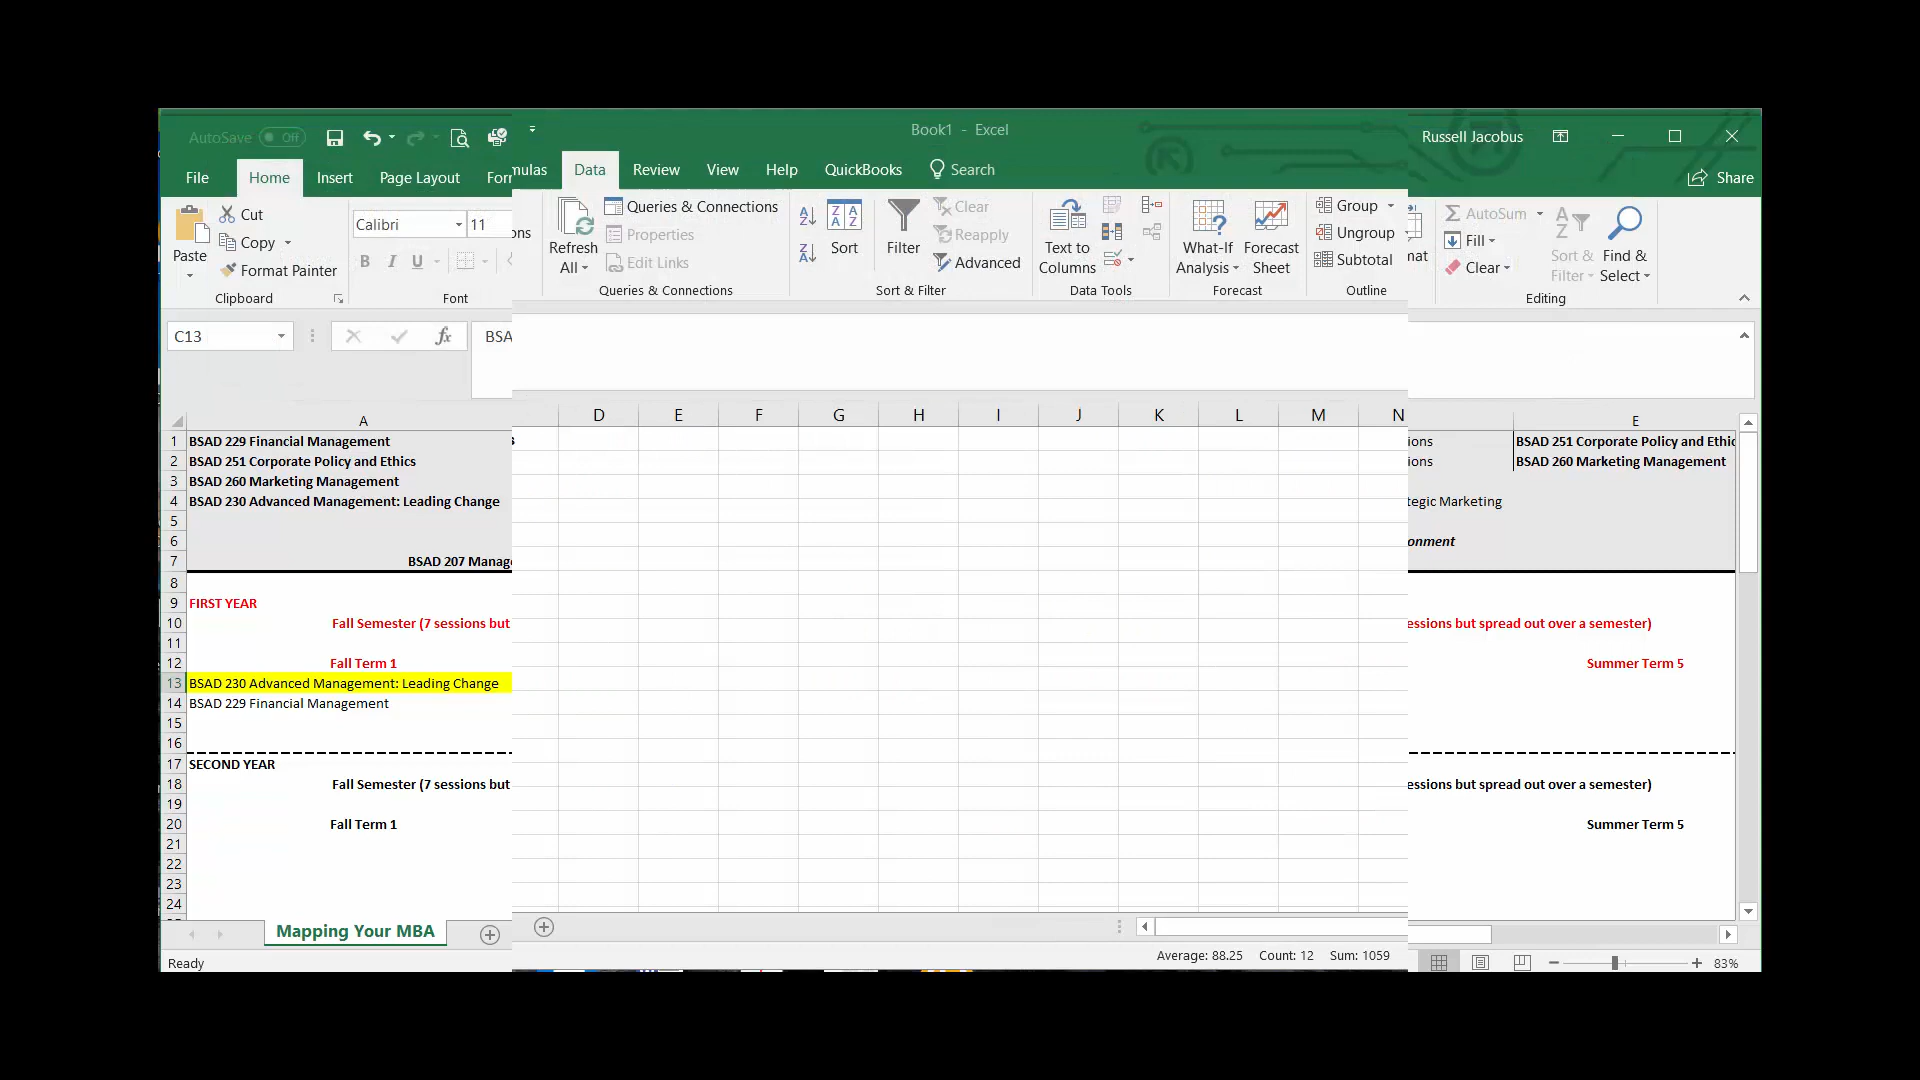 AutoSave Off
Book1 - Excel
Russell Jacobus
File Home Insert Page Layout For
mulas Data Review View Help QuickBooks Search
Share
Paste
Cut
Copy
Format Painter
Clipboard
Calibri 11
B I U
Font
ons
Refresh All
Queries & Connections
Properties
Edit Links
Queries & Connections
Sort
Filter
Clear
Reapply
Advanced
Sort & Filter
Text to Columns
Data Tools
What-If Analysis
Forecast Sheet
Forecast
Group
Ungroup
Subtotal
Outline
mat
AutoSum
Fill
Clear
Sort & Filter
Find & Select
Editing
C13 fx BSA
A D E F G H I J K L M N E
1 BSAD 229 Financial Management ions BSAD 251 Corporate Policy and Ethic
2 BSAD 251 Corporate Policy and Ethics ions BSAD 260 Marketing Management
3 BSAD 260 Marketing Management
4 BSAD 230 Advanced Management: Leading Change tegic Marketing
5
6 onment
7 BSAD 207 Manag
8
9 FIRST YEAR
10 Fall Semester (7 sessions but essions but spread out over a semester)
11
12 Fall Term 1 Summer Term 5
13 BSAD 230 Advanced Management: Leading Change
14 BSAD 229 Financial Management
15
16
17 SECOND YEAR
18 Fall Semester (7 sessions but essions but spread out over a semester)
19
20 Fall Term 1 Summer Term 5
21
22
23
24
Mapping Your MBA
Ready
Average: 88.25 Count: 12 Sum: 1059
83%